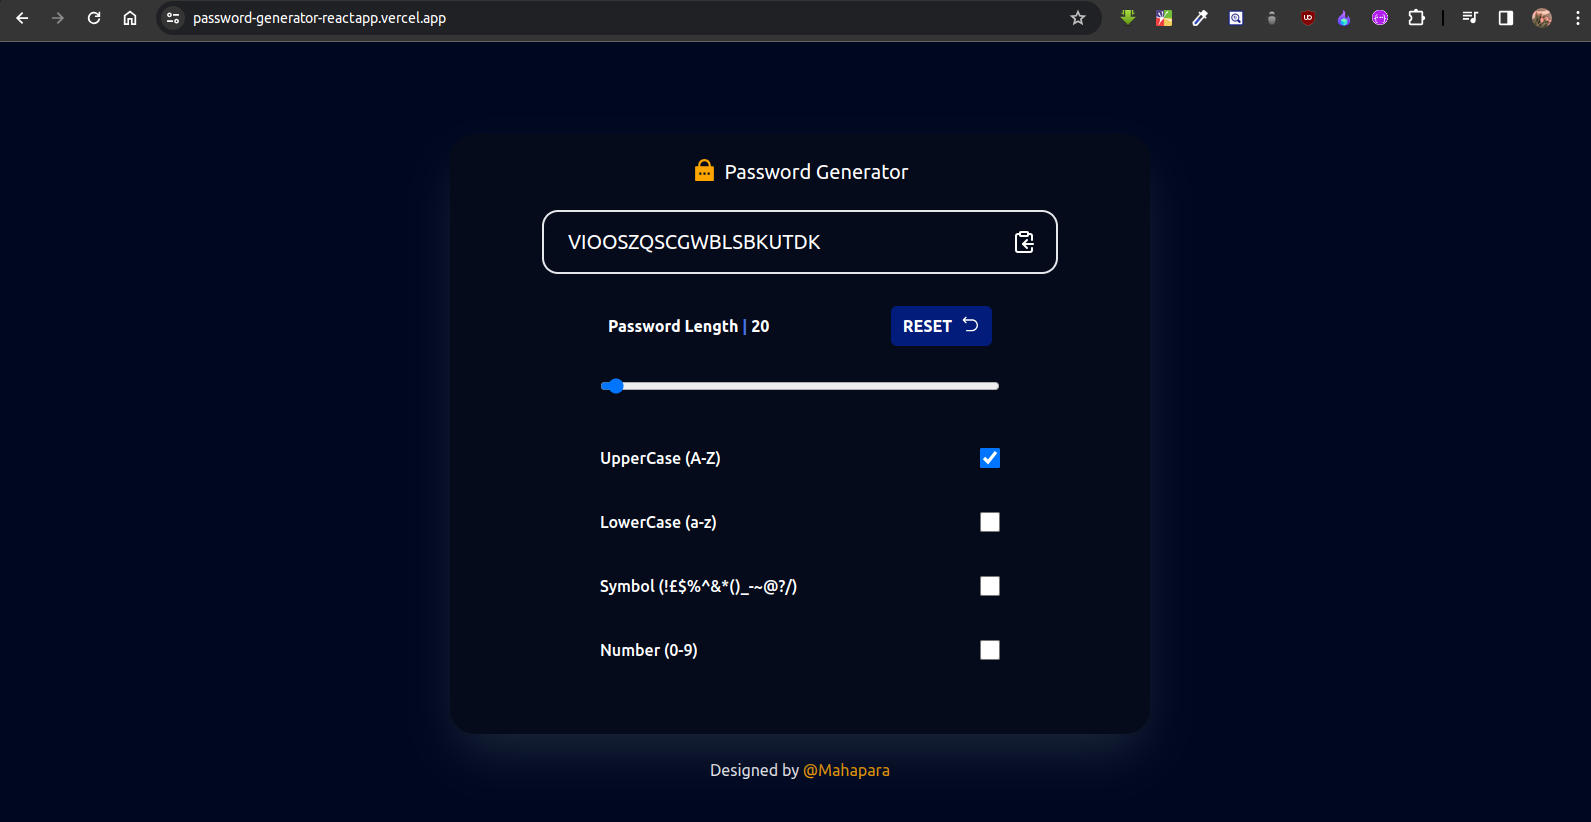 password-generator-reactapp.vercel.app
Password Generator
VIOOSZQSCGWBLSBKUTDK
Password Length | 20
RESET
UpperCase (A-Z)
LowerCase (a-z)
Symbol (!£$%^&*()_-~@?/)
Number (0-9)
Designed by @Mahapara